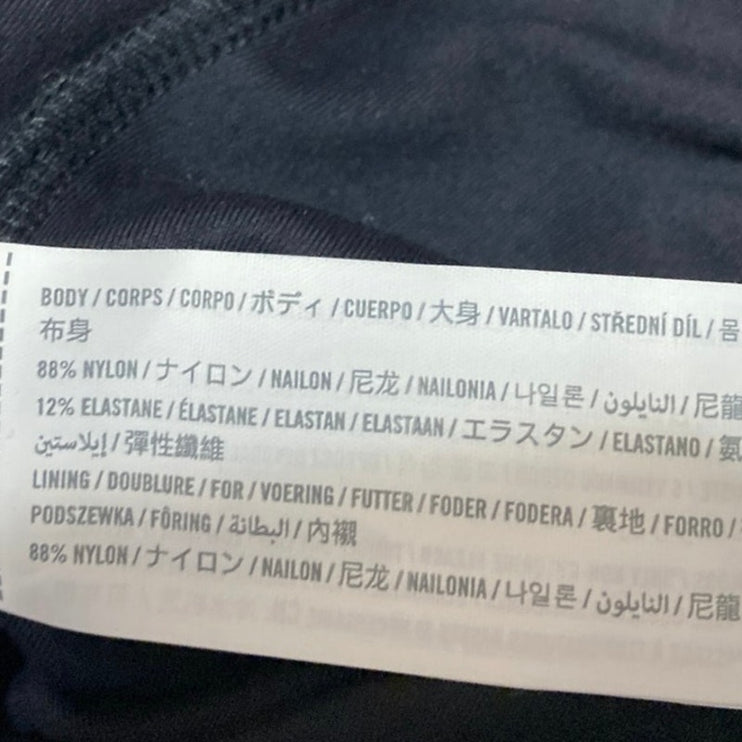 BODY / CORPS / CORPO / ボディ / CUERPO / 大身 / VARTALO / STŘEDNÍ DÍL / 몸
布身
88% NYLON / ナイロン / NAILON / 尼龙 / NAILONIA / 나일론 / النايلون / 尼龍
12% ELASTANE / ÉLASTANE / ELASTAN / ELASTAAN / エラスタン / ELASTANO / 氨
إيلاستين / 彈性纖維
LINING / DOUBLURE / FOR / VOERING / FUTTER / FODER / FODERA / 裏地 / FORRO /
PODSZEWKA / FÔRING / البطانة / 內襯
88% NYLON / ナイロン / NAILON / 尼龙 / NAILONIA / 나일론 / النايلون / 尼龍